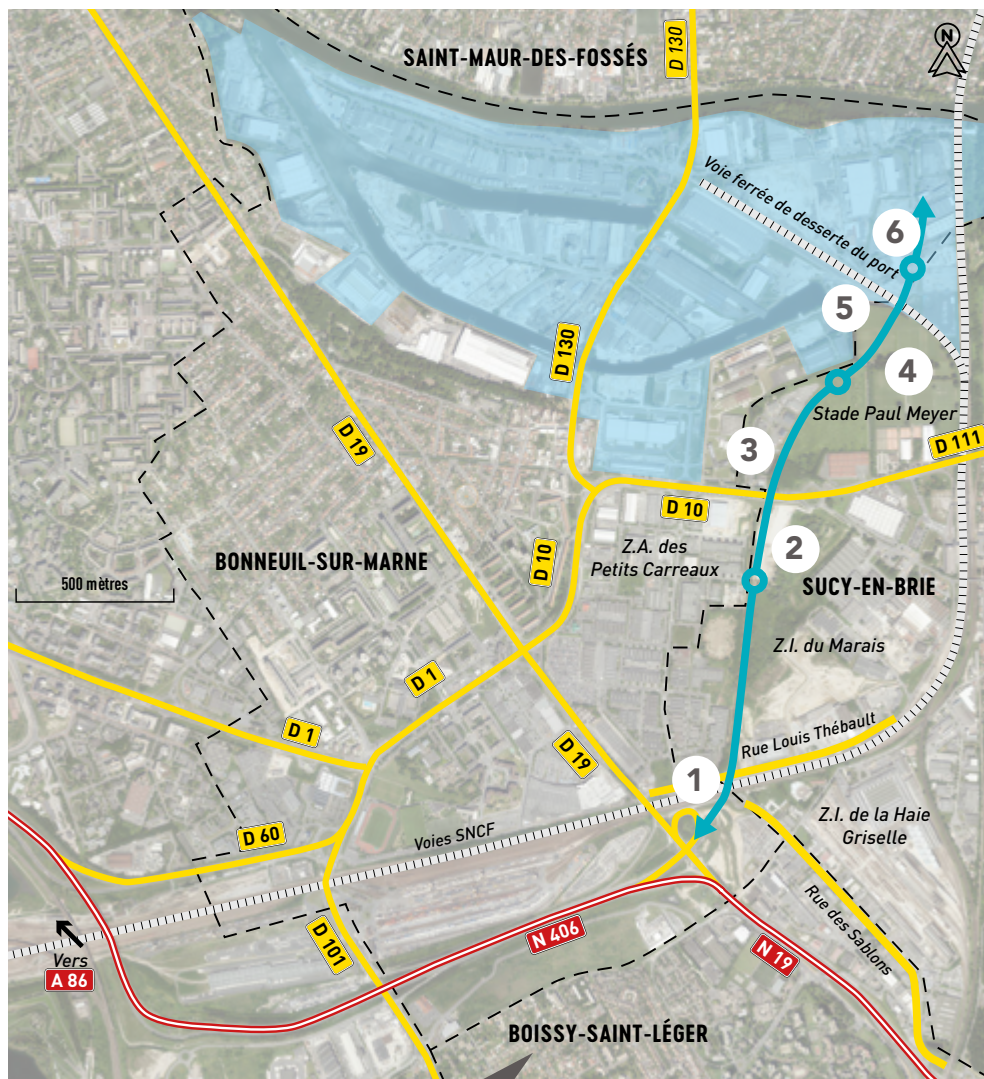 SAINT-MAUR-DES-FOSSÉS
D 130
N
Voie ferrée de desserte du port
6
5
D 130
4
Stade Paul Meyer
D 19
3
D 111
D 10
2
BONNEUIL-SUR-MARNE
D 10
Z.A. des
Petits Carreaux
500 mètres
SUCY-EN-BRIE
Z.I. du Marais
D 1
D 1
Rue Louis Thébault
D 19
1
Z.I. de la Haie
Griselle
D 60
Voies SNCF
Rue des Sablons
D 101
N 406
N 19
Vers
A 86
BOISSY-SAINT-LÉGER